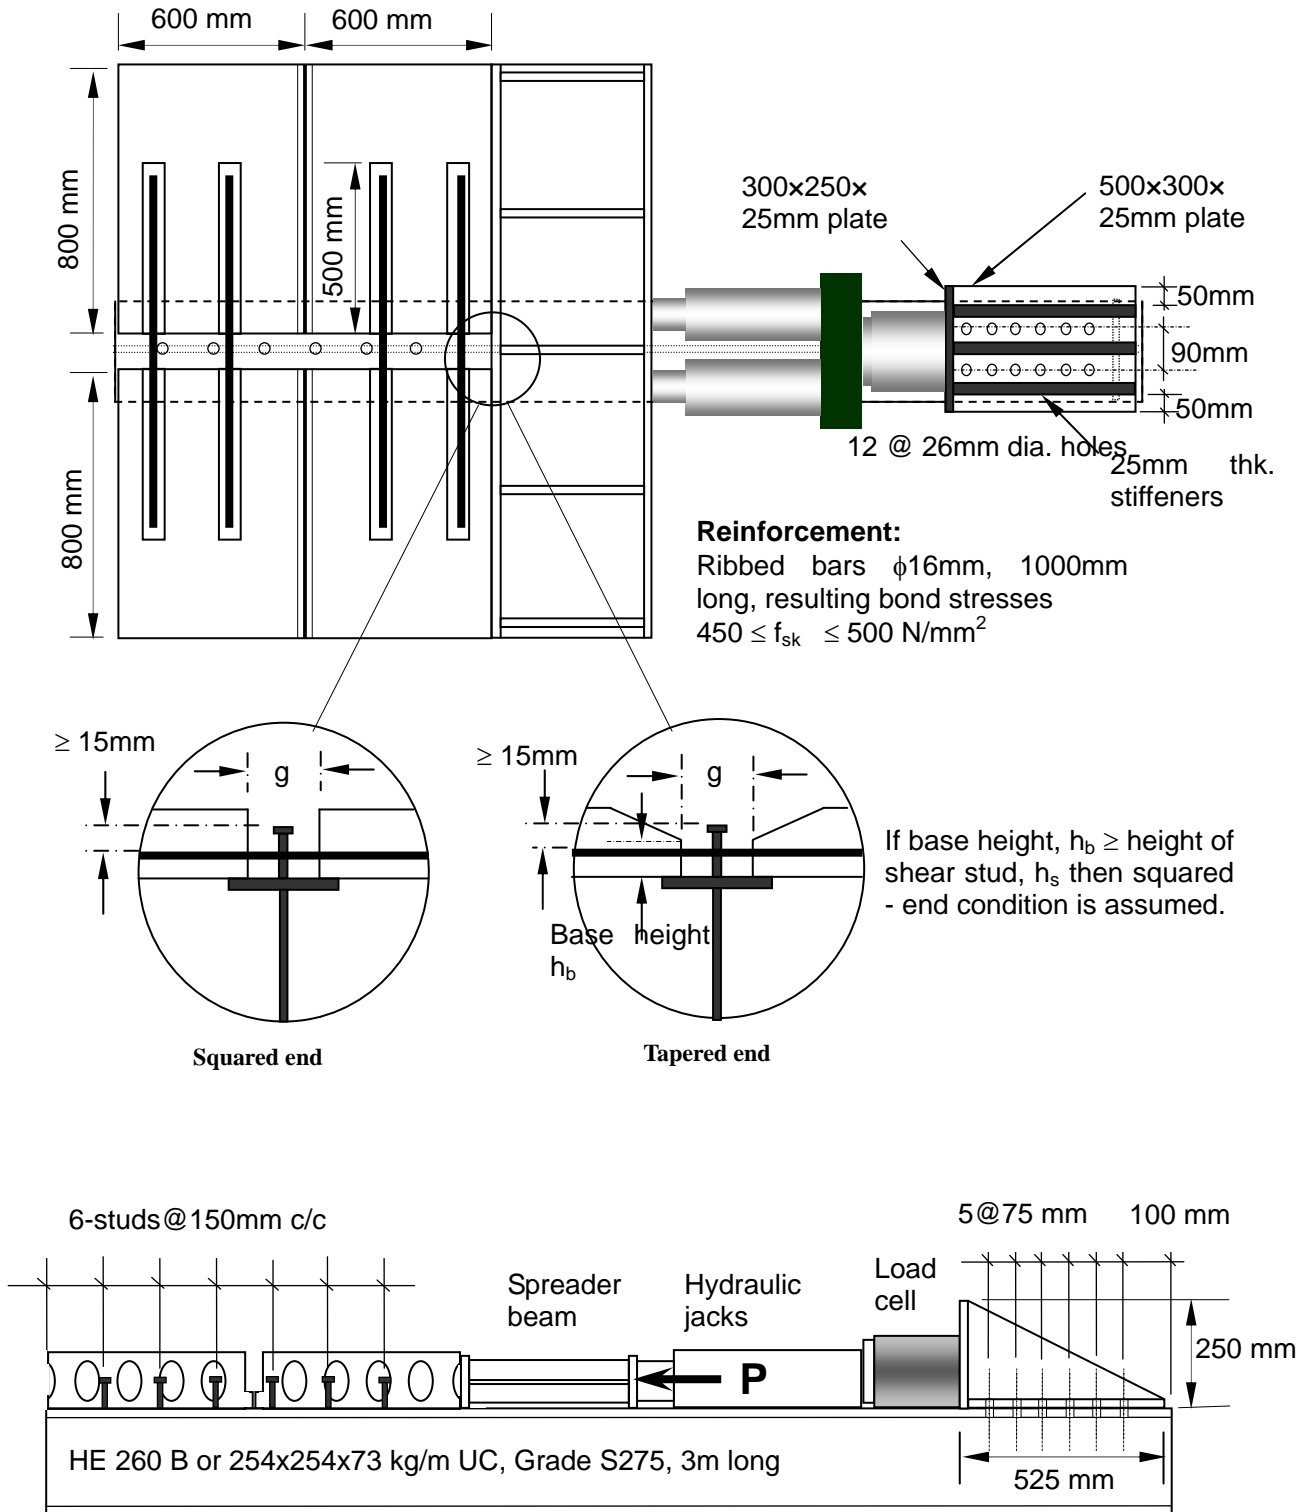 600 mm
600 mm
800 mm
500 mm
800 mm
300×250×
25mm plate
500×300×
25mm plate
50mm
90mm
50mm
12 @ 26mm dia. holes
25mm thk.
stiffeners
Reinforcement:
Ribbed bars ϕ16mm, 1000mm
long, resulting bond stresses
450 ≤ fsk ≤ 500 N/mm²
≥ 15mm
g
≥ 15mm
g
If base height, hb ≥ height of
shear stud, hs then squared
- end condition is assumed.
Base height
hb
Squared end
Tapered end
6-studs@150mm c/c
5@75 mm
100 mm
Spreader
beam
Hydraulic
jacks
Load
cell
P
250 mm
HE 260 B or 254x254x73 kg/m UC, Grade S275, 3m long
525 mm